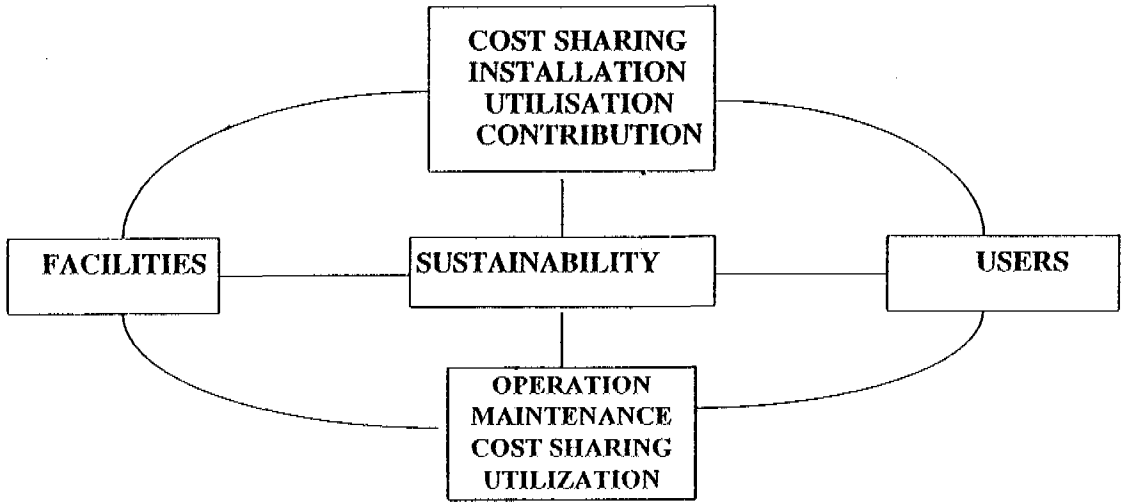 COST SHARING
INSTALLATION
UTILISATION
CONTRIBUTION
FACILITIES
SUSTAINABILITY
USERS
OPERATION
MAINTENANCE
COST SHARING
UTILIZATION